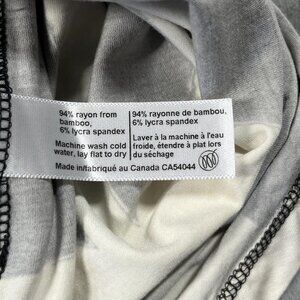 94% rayon from
bamboo,
6% lycra spandex
Machine wash cold
water, lay flat to dry
94% rayonne de bambou,
6% lycra spandex
Laver à la machine à l'eau
froide, étendre à plat lors
du séchage
Made in/fabriqué au Canada CA54044